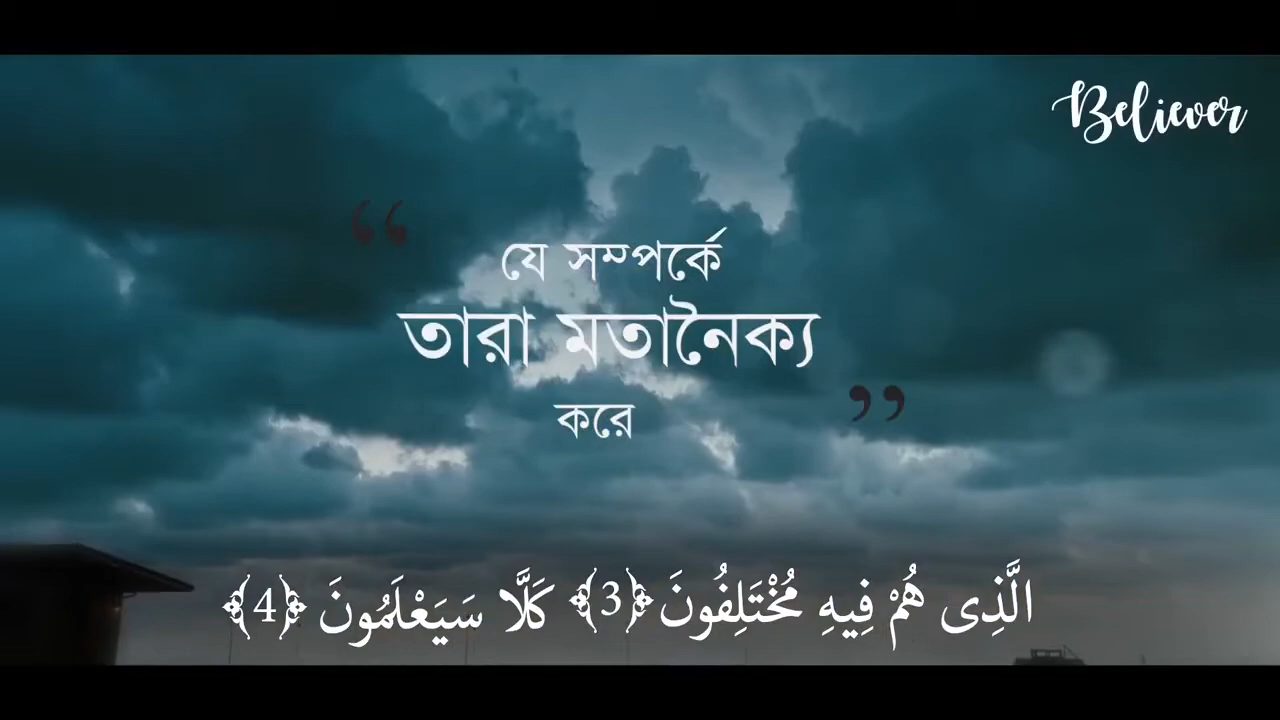 Believer
“
যে সম্পর্কে
তারা মতানৈক্য
করে
”
الَّذِى هُمْ فِيهِ مُخْتَلِفُونَ ﴿3﴾ كَلَّا سَيَعْلَمُونَ ﴿4﴾